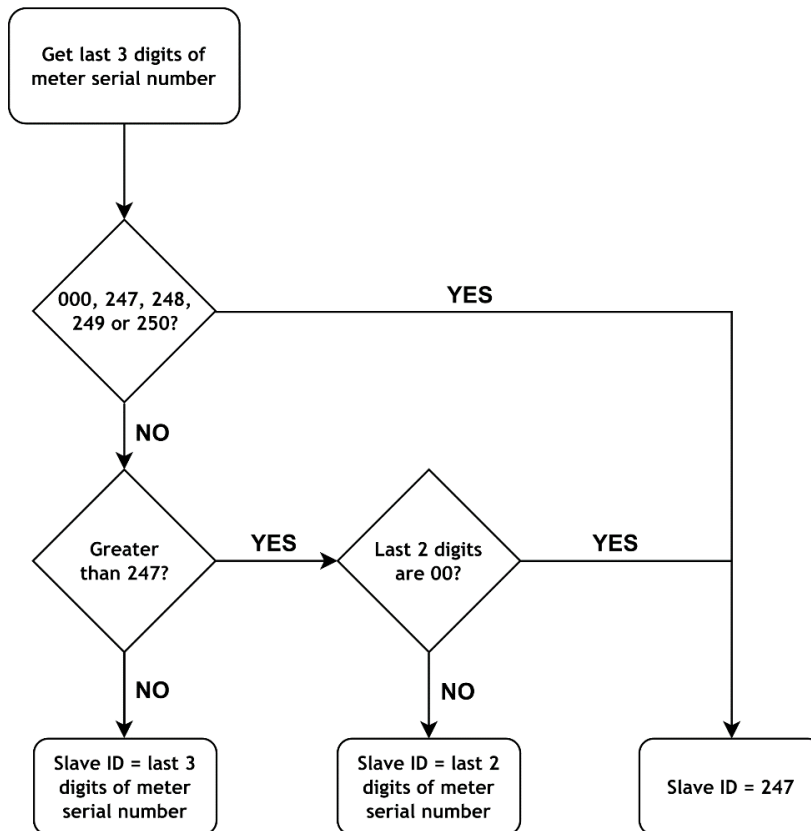 Get last 3 digits of
meter serial number
000, 247, 248,
249 or 250?
YES
NO
Greater
than 247?
YES
Last 2 digits
are 00?
YES
NO
NO
Slave ID = last 3
digits of meter
serial number
Slave ID = last 2
digits of meter
serial number
Slave ID = 247